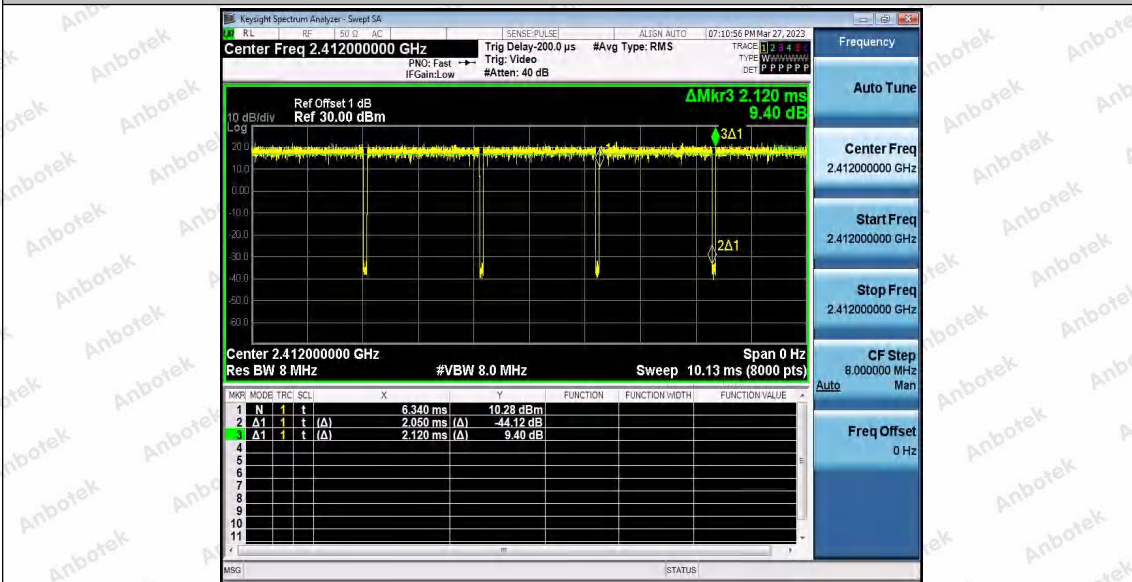 Keysight Spectrum Analyzer - Swept SA
RL RF 50 Ω AC SENSE:PULSE ALIGN AUTO 07:10:56 PM Mar 27, 2023
Center Freq 2.412000000 GHz
PNO: Fast
IFGain:Low
Trig Delay-200.0 µs
Trig: Video
#Atten: 40 dB
#Avg Type: RMS
TRACE 1 2 3 4 5 6
TYPE WWWWWW
DET P P P P P P
Ref Offset 1 dB
10 dB/div Ref 30.00 dBm
Log
ΔMkr3 2.120 ms
9.40 dB
20.0
10.0
0.00
-10.0
-20.0
-30.0
-40.0
-50.0
-60.0
3Δ1
2Δ1
Center 2.412000000 GHz Span 0 Hz
Res BW 8 MHz #VBW 8.0 MHz Sweep 10.13 ms (8000 pts)
MKR MODE TRC SCL X Y FUNCTION FUNCTION WIDTH FUNCTION VALUE
1 N 1 t 6.340 ms 10.28 dBm
2 Δ1 1 t (Δ) 2.050 ms (Δ) -44.12 dB
3 Δ1 1 t (Δ) 2.120 ms (Δ) 9.40 dB
4
5
6
7
8
9
10
11
MSG STATUS
Frequency
Auto Tune
Center Freq
2.412000000 GHz
Start Freq
2.412000000 GHz
Stop Freq
2.412000000 GHz
CF Step
8.000000 MHz
Auto Man
Freq Offset
0 Hz
Anbotek